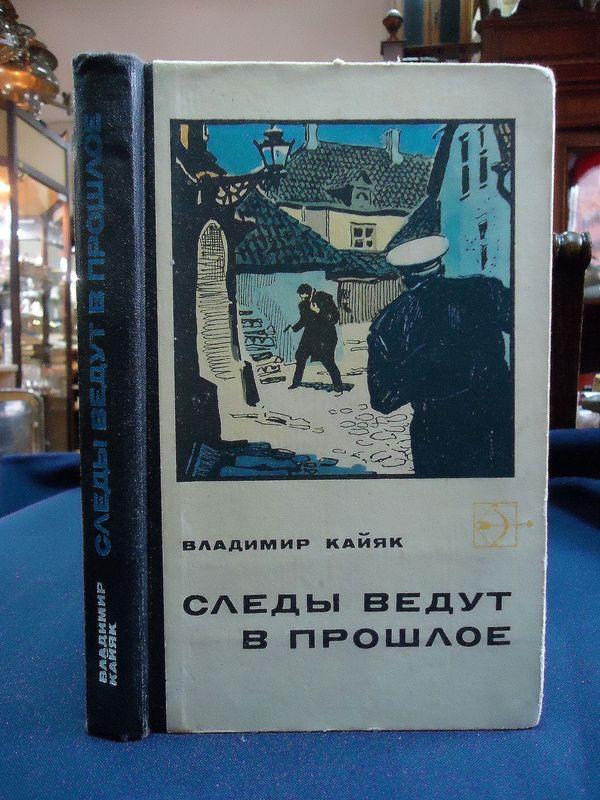 СЛЕДЫ ВЕДУТ В ПРОШЛОЕ
ВЛАДИМИР
КАЙЯК
ВЛАДИМИР КАЙЯК
СЛЕДЫ ВЕДУТ
В ПРОШЛОЕ